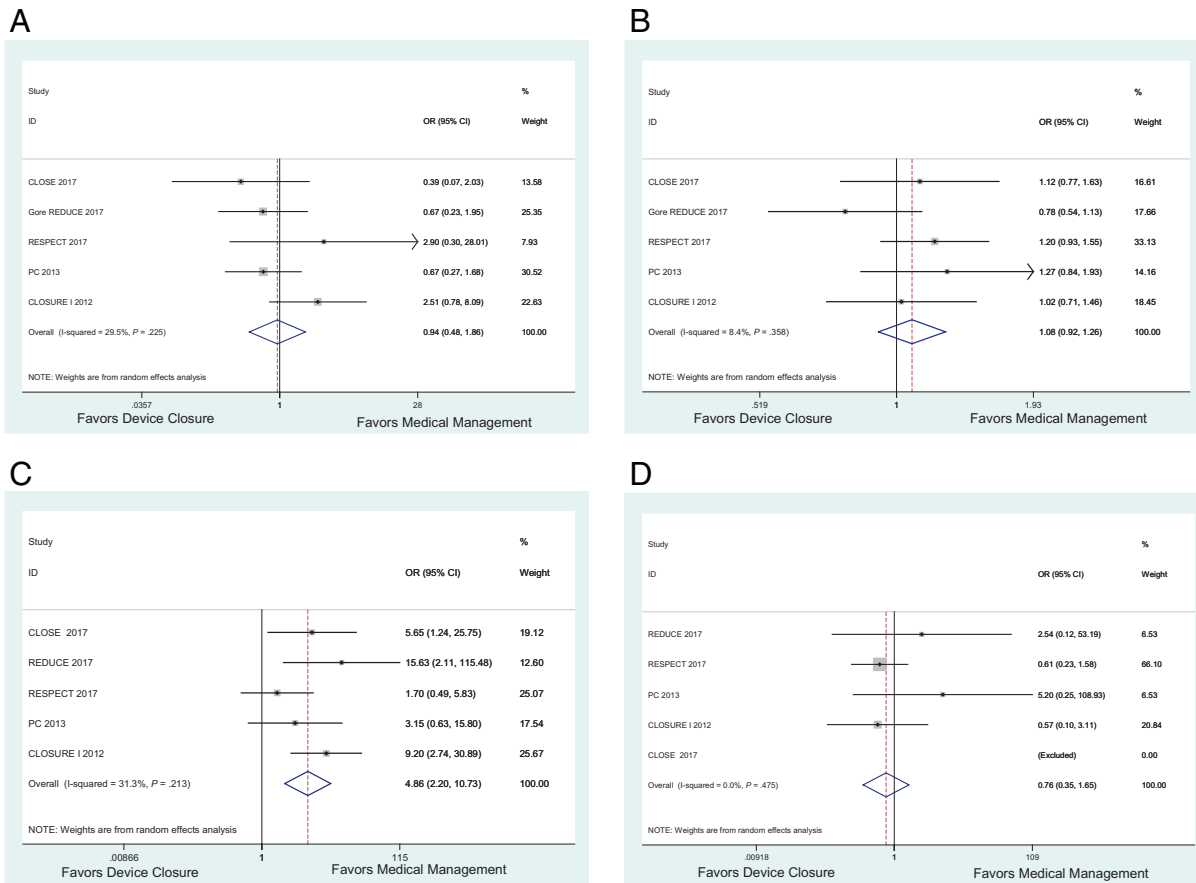 A
Study %
ID OR (95% CI) Weight
CLOSE 2017 0.39 (0.07, 2.03) 13.58
Gore REDUCE 2017 0.67 (0.23, 1.95) 25.35
RESPECT 2017 2.90 (0.30, 28.01) 7.93
PC 2013 0.67 (0.27, 1.68) 30.52
CLOSURE I 2012 2.51 (0.78, 8.09) 22.63
Overall (I-squared = 29.5%, P = .225) 0.94 (0.48, 1.86) 100.00
NOTE: Weights are from random effects analysis
.0357 1 28
Favors Device Closure Favors Medical Management
B
Study %
ID OR (95% CI) Weight
CLOSE 2017 1.12 (0.77, 1.63) 16.61
Gore REDUCE 2017 0.78 (0.54, 1.13) 17.66
RESPECT 2017 1.20 (0.93, 1.55) 33.13
PC 2013 1.27 (0.84, 1.93) 14.16
CLOSURE I 2012 1.02 (0.71, 1.46) 18.45
Overall (I-squared = 8.4%, P = .358) 1.08 (0.92, 1.26) 100.00
NOTE: Weights are from random effects analysis
.519 1 1.93
Favors Device Closure Favors Medical Management
C
Study %
ID OR (95% CI) Weight
CLOSE 2017 5.65 (1.24, 25.75) 19.12
REDUCE 2017 15.63 (2.11, 115.48) 12.60
RESPECT 2017 1.70 (0.49, 5.83) 25.07
PC 2013 3.15 (0.63, 15.80) 17.54
CLOSURE I 2012 9.20 (2.74, 30.89) 25.67
Overall (I-squared = 31.3%, P = .213) 4.86 (2.20, 10.73) 100.00
NOTE: Weights are from random effects analysis
.00866 1 115
Favors Device Closure Favors Medical Management
D
Study %
ID OR (95% CI) Weight
REDUCE 2017 2.54 (0.12, 53.19) 6.53
RESPECT 2017 0.61 (0.23, 1.58) 66.10
PC 2013 5.20 (0.25, 108.93) 6.53
CLOSURE I 2012 0.57 (0.10, 3.11) 20.84
CLOSE 2017 (Excluded) 0.00
Overall (I-squared = 0.0%, P = .475) 0.76 (0.35, 1.65) 100.00
NOTE: Weights are from random effects analysis
.00918 1 109
Favors Device Closure Favors Medical Management